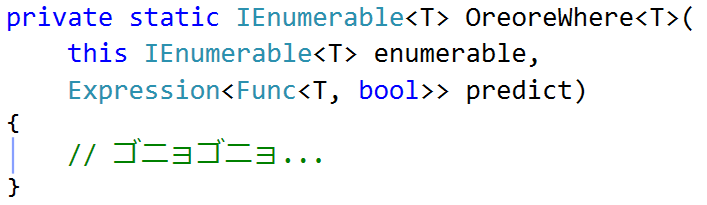 private static IEnumerable<T> OreoreWhere<T>(
    this IEnumerable<T> enumerable,
    Expression<Func<T, bool>> predict)
{
    // ゴニョゴニョ...
}